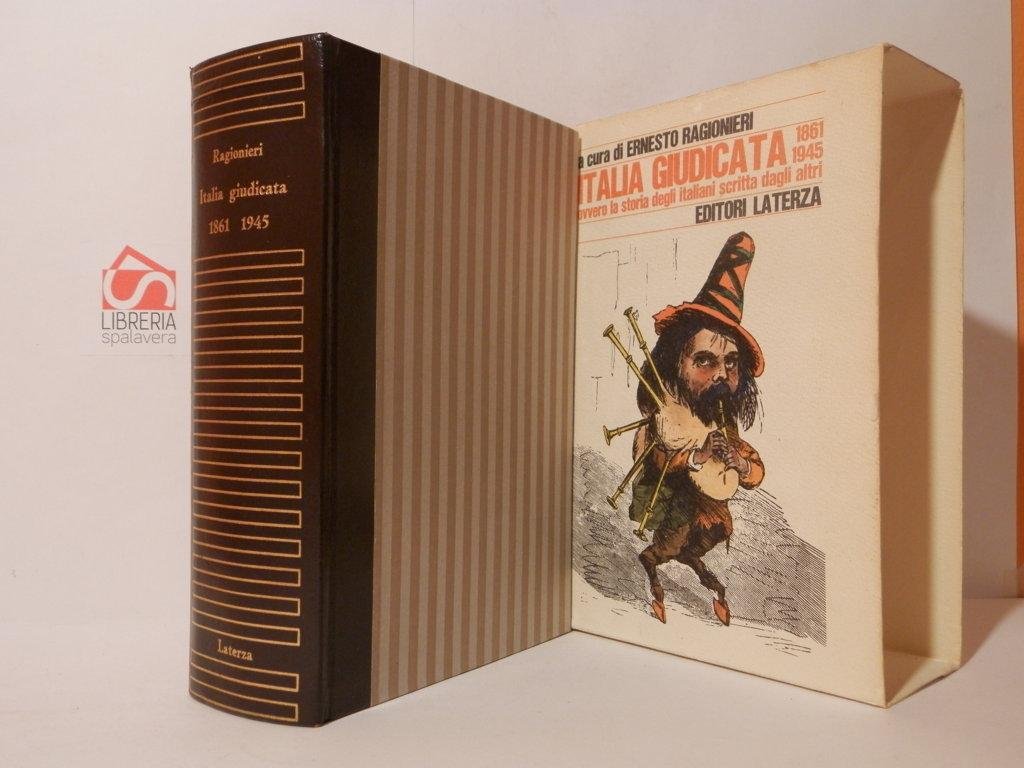 Ragionieri
Italia giudicata
1861 1945
Laterza
LIBRERIA
spalavera
a cura di ERNESTO RAGIONIERI
ITALIA GIUDICATA 1861
1945
ovvero la storia degli italiani scritta dagli altri
EDITORI LATERZA